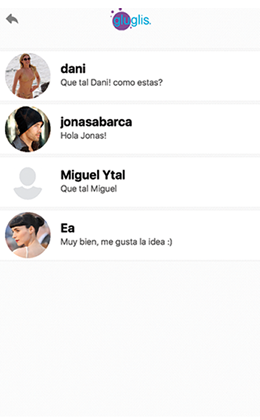 gluglis.
dani
Que tal Dani! como estas?
jonasabarca
Hola Jonas!
Miguel Ytal
Que tal Miguel
Ea
Muy bien, me gusta la idea :)